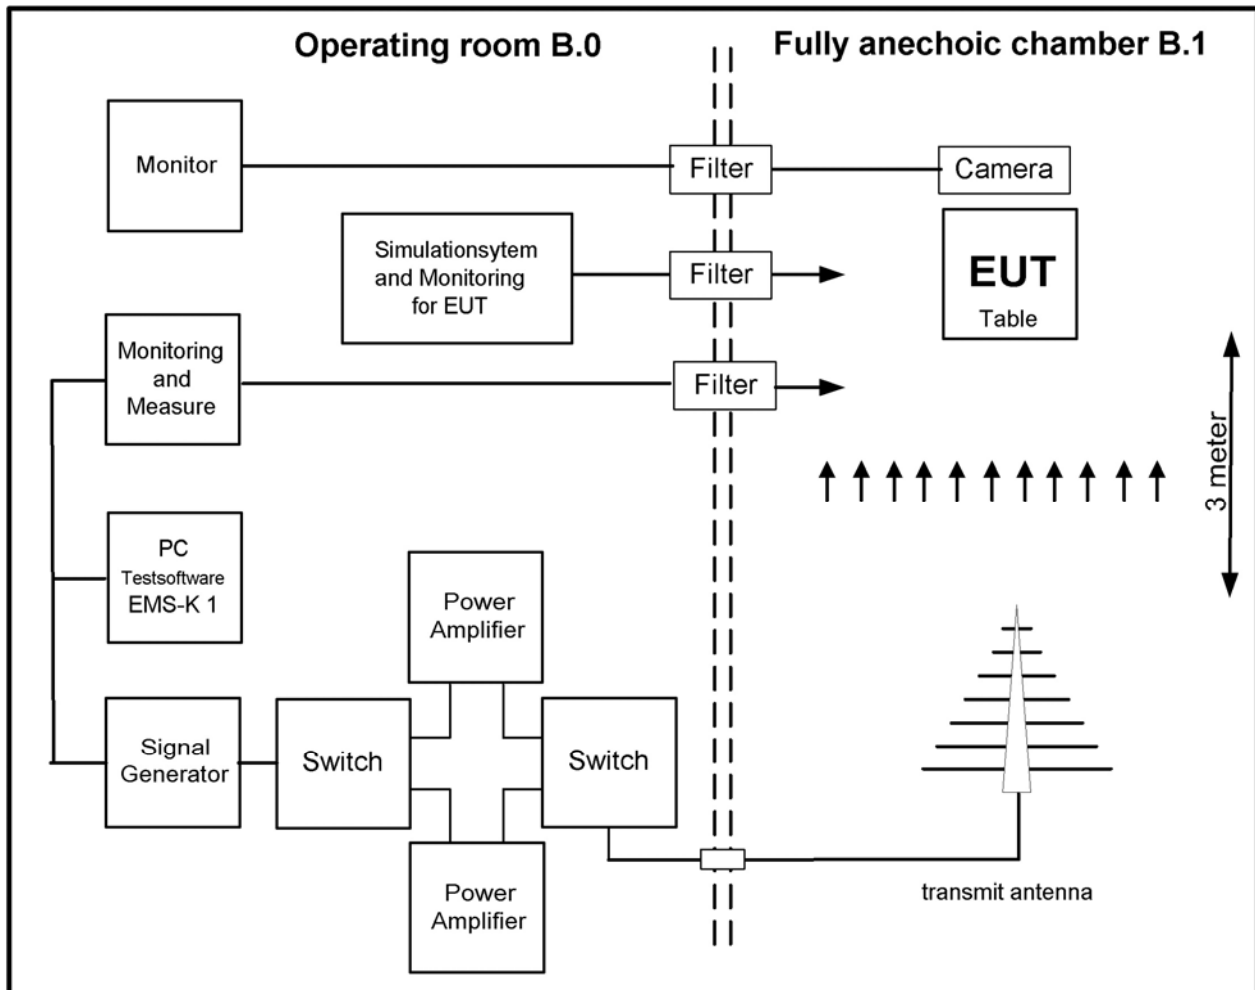 Operating room B.0
Fully anechoic chamber B.1
Monitor
Filter
Camera
Simulationsytem
and Monitoring
for EUT
Filter
EUT
Table
Monitoring
and
Measure
Filter
3 meter
PC
Testsoftware
EMS-K 1
Power
Amplifier
Signal
Generator
Switch
Switch
Power
Amplifier
transmit antenna